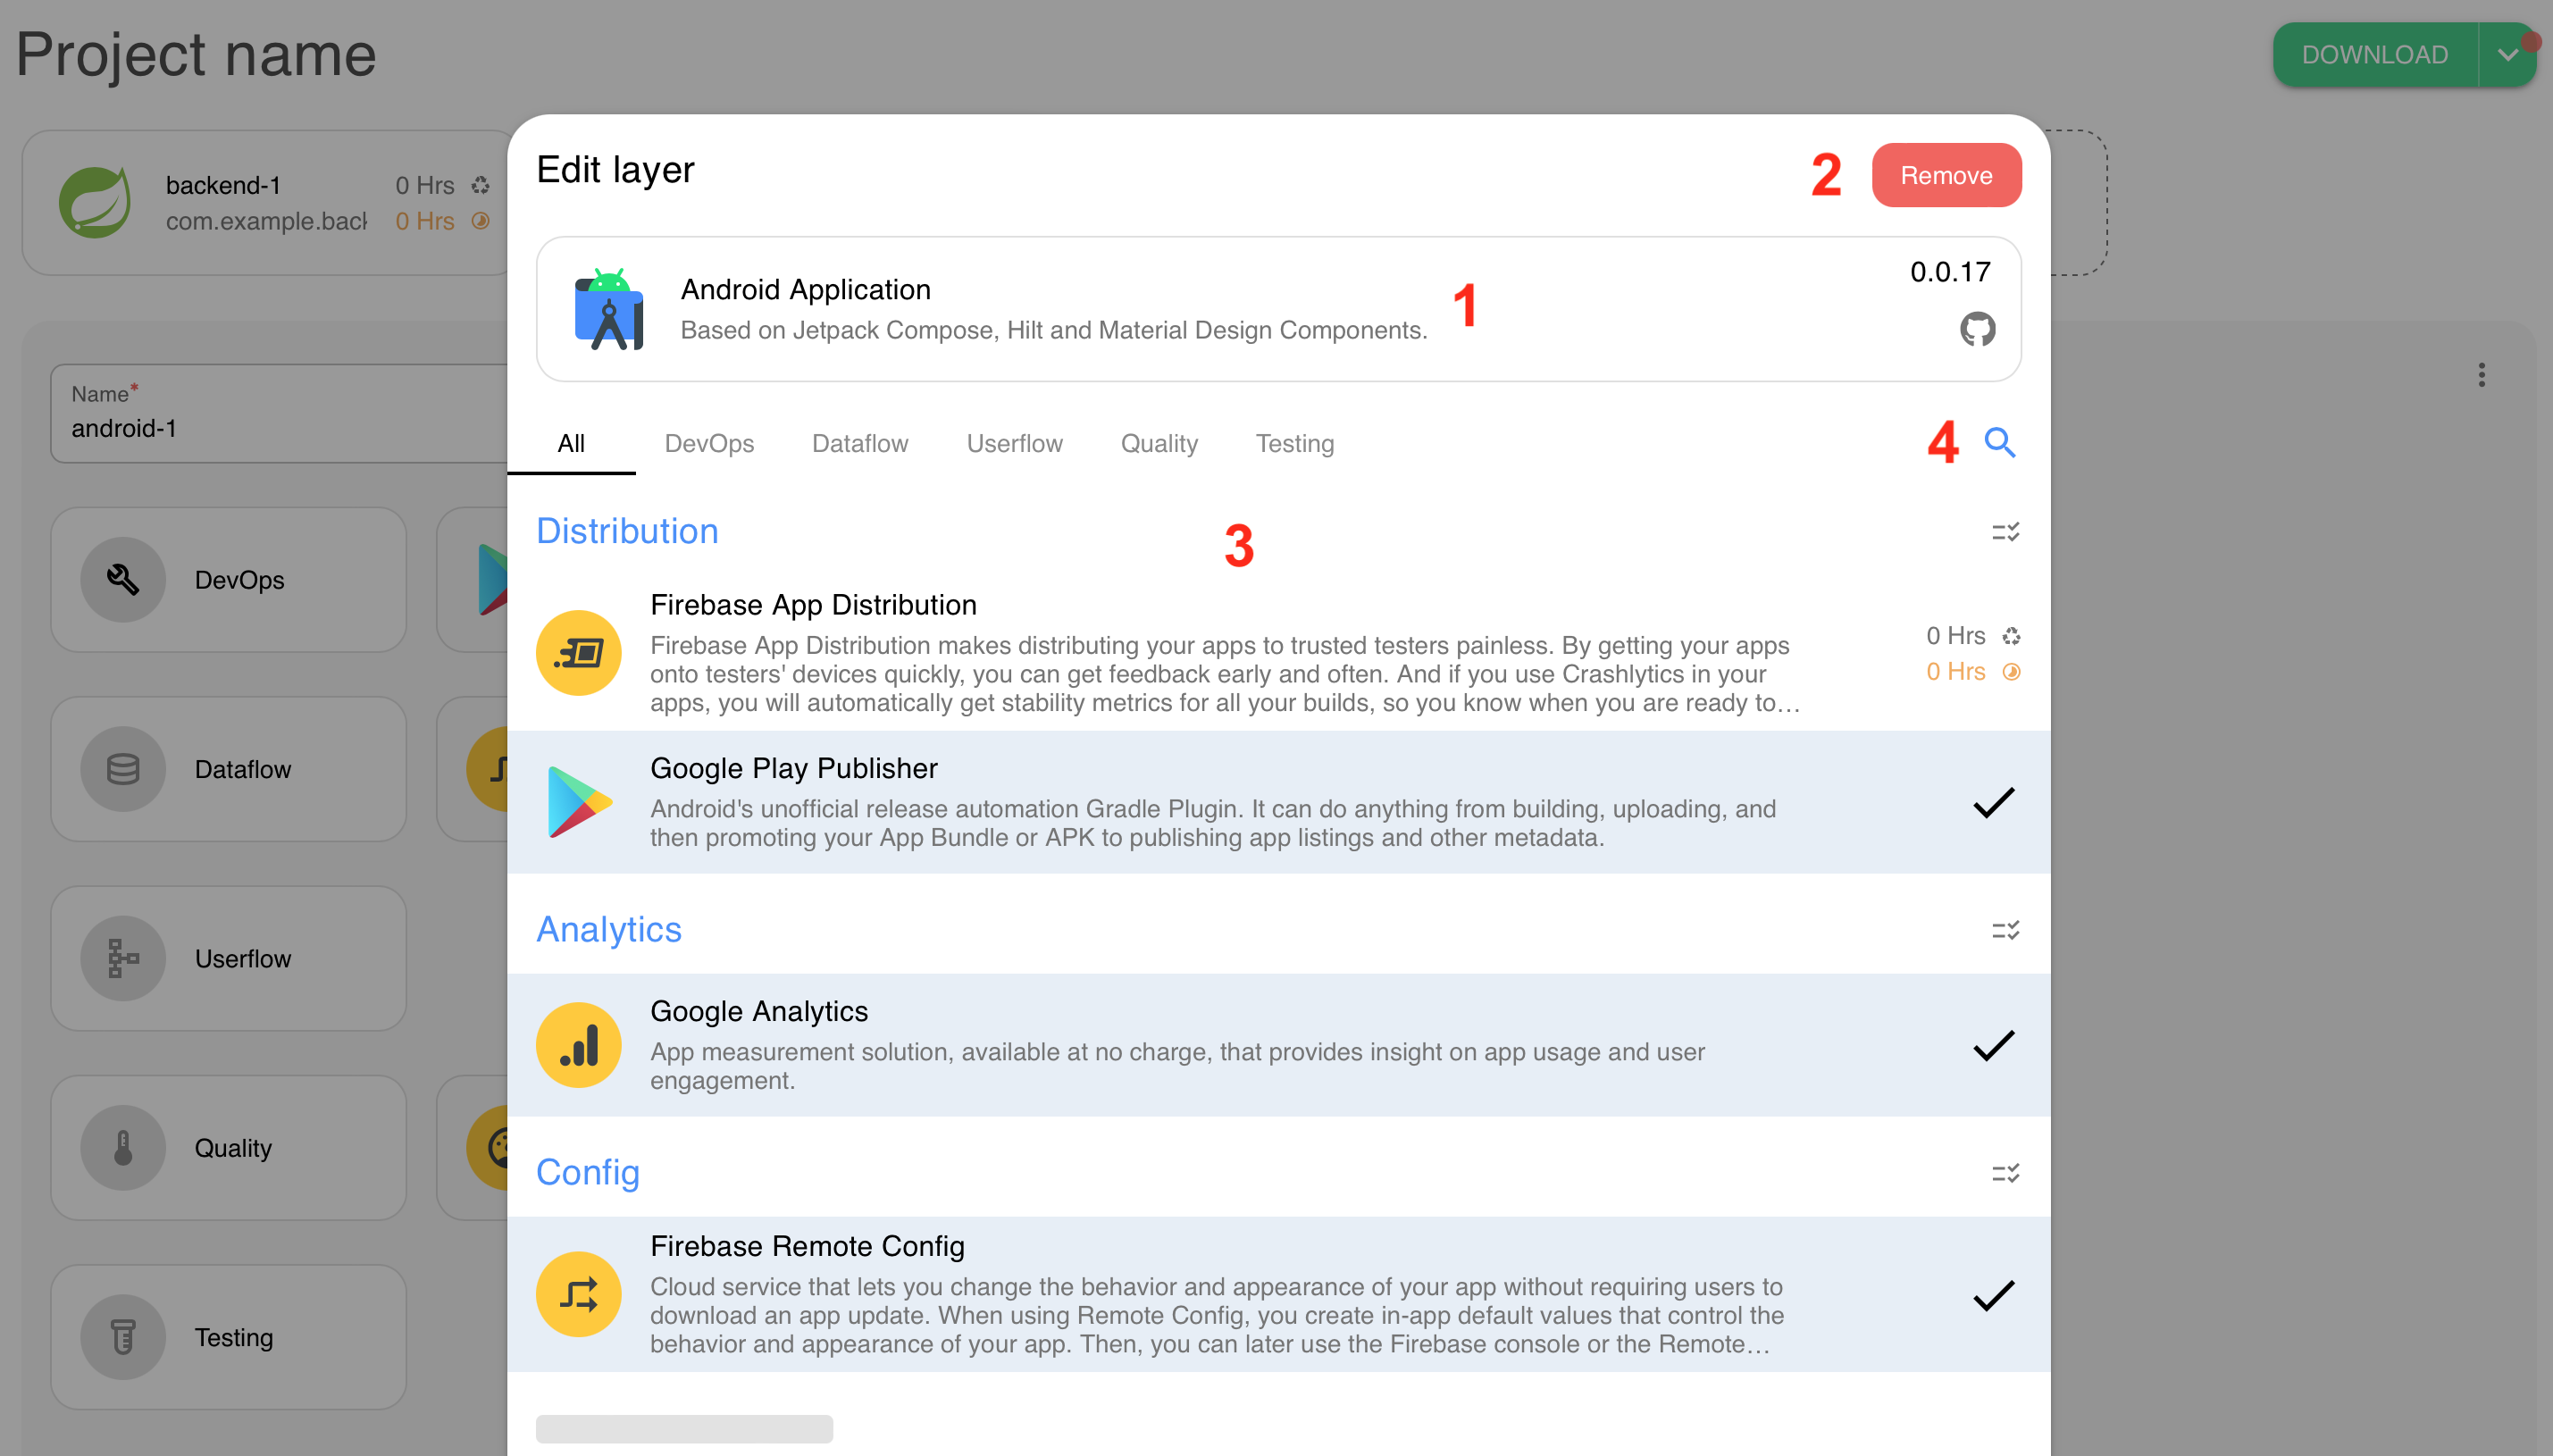 Project name
DOWNLOAD
backend-1
0 Hrs
com.example.back
0 Hrs
Edit layer
2
Remove
Android Application
Based on Jetpack Compose, Hilt and Material Design Components.
1
0.0.17
Name*
android-1
All
DevOps
Dataflow
Userflow
Quality
Testing
4
Distribution
3
DevOps
Firebase App Distribution
Firebase App Distribution makes distributing your apps to trusted testers painless. By getting your apps
onto testers' devices quickly, you can get feedback early and often. And if you use Crashlytics in your
apps, you will automatically get stability metrics for all your builds, so you know when you are ready to…
0 Hrs
0 Hrs
Dataflow
Google Play Publisher
Android's unofficial release automation Gradle Plugin. It can do anything from building, uploading, and
then promoting your App Bundle or APK to publishing app listings and other metadata.
Userflow
Analytics
Google Analytics
App measurement solution, available at no charge, that provides insight on app usage and user
engagement.
Quality
Config
Firebase Remote Config
Cloud service that lets you change the behavior and appearance of your app without requiring users to
download an app update. When using Remote Config, you create in-app default values that control the
behavior and appearance of your app. Then, you can later use the Firebase console or the Remote…
Testing